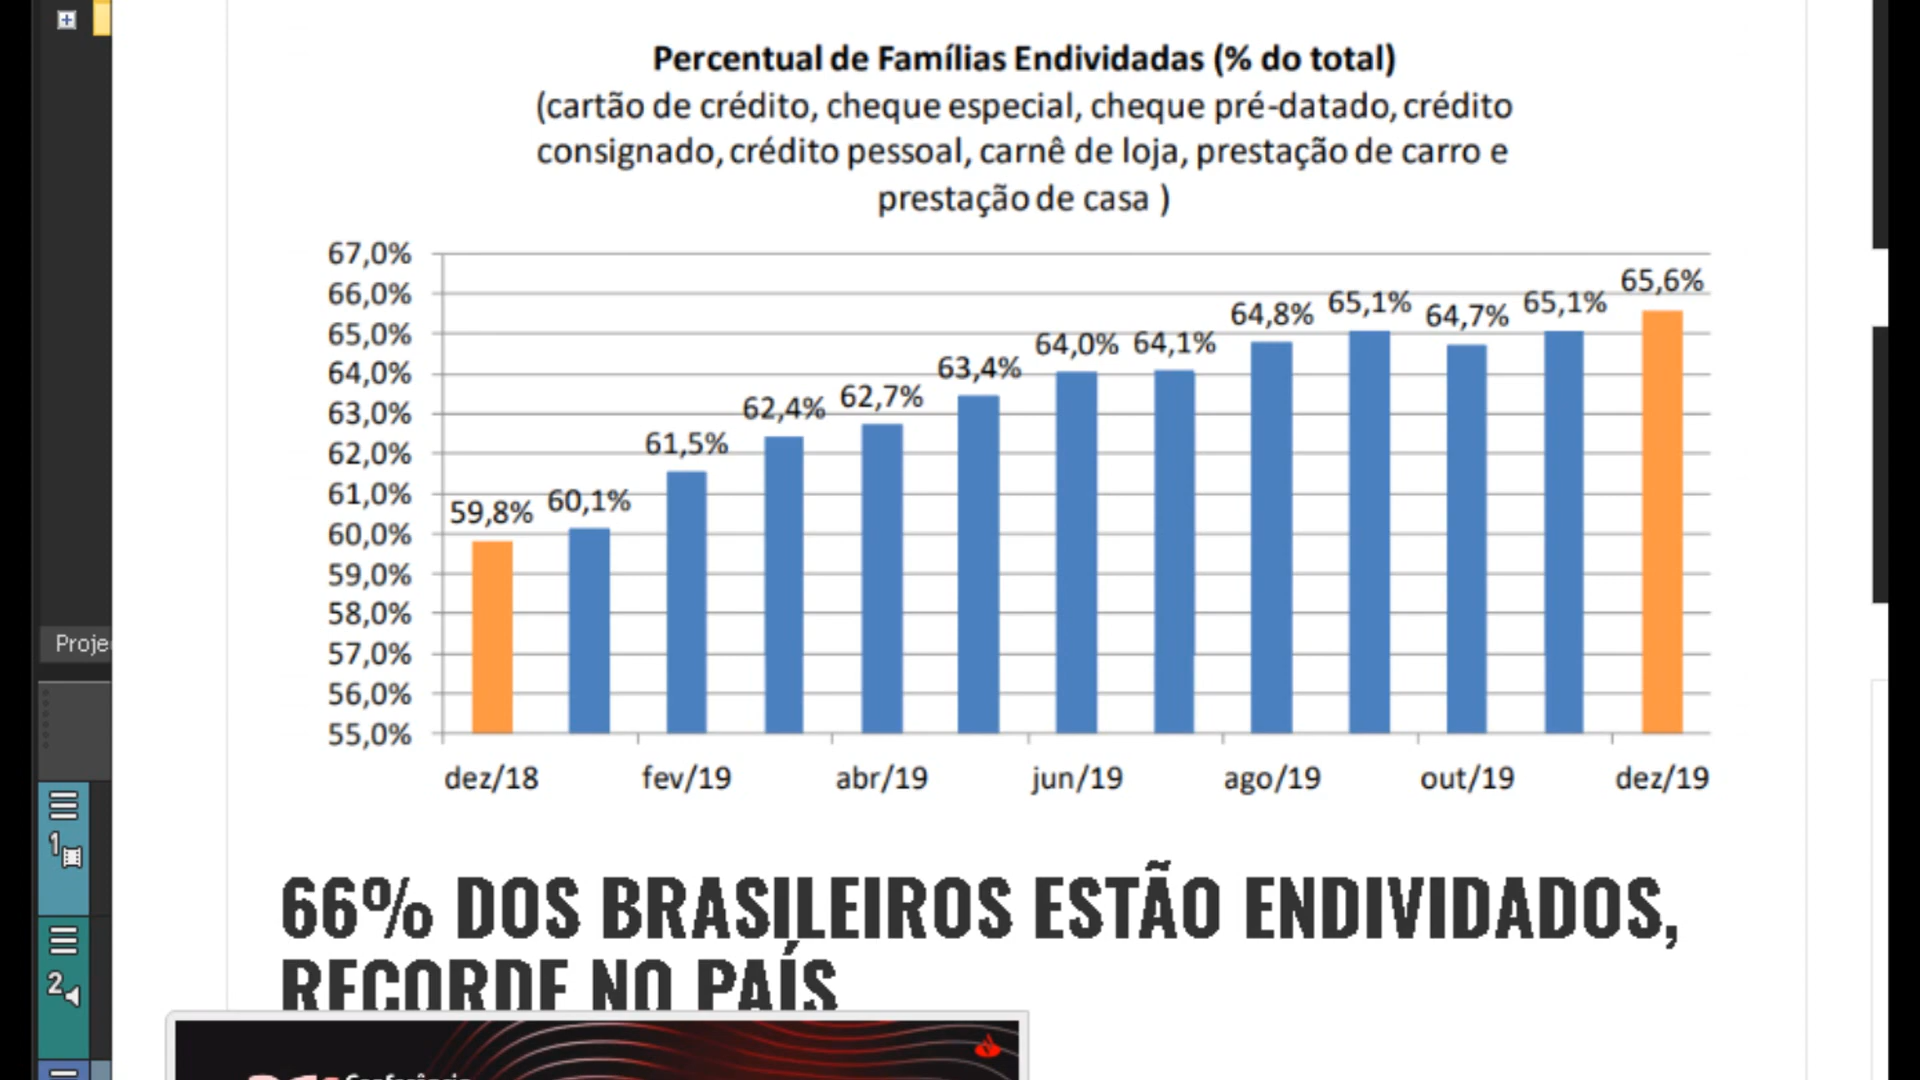 Percentual de Famílias Endividadas (% do total)
(cartão de crédito, cheque especial, cheque pré-datado, crédito
consignado, crédito pessoal, carnê de loja, prestação de carro e
prestação de casa )
67,0%
66,0%
65,0%
64,0%
63,0%
62,0%
61,0%
60,0%
59,0%
58,0%
57,0%
56,0%
55,0%
59,8%
60,1%
61,5%
62,4%
62,7%
63,4%
64,0%
64,1%
64,8%
65,1%
64,7%
65,1%
65,6%
dez/18
fev/19
abr/19
jun/19
ago/19
out/19
dez/19
Proje
1
2
66% DOS BRASILEIROS ESTÃO ENDIVIDADOS,
RECORDE NO PAÍS
Conferência